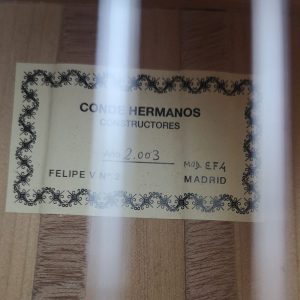 CONDE HERMANOS
CONSTRUCTORES
AÑO 2.003
MOD. EF4
FELIPE V Nº 2 MADRID